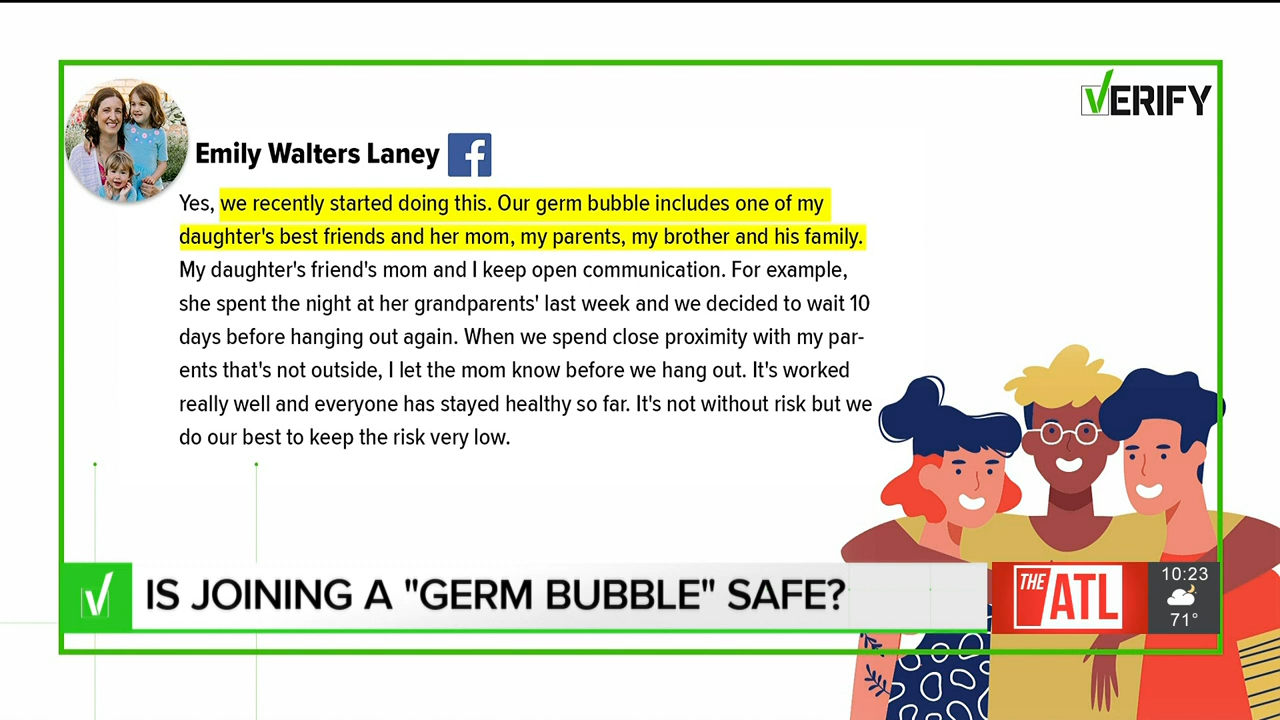 VERIFY
Emily Walters Laney
Yes, we recently started doing this. Our germ bubble includes one of my
daughter's best friends and her mom, my parents, my brother and his family.
My daughter's friend's mom and I keep open communication. For example,
she spent the night at her grandparents' last week and we decided to wait 10
days before hanging out again. When we spend close proximity with my par-
ents that's not outside, I let the mom know before we hang out. It's worked
really well and everyone has stayed healthy so far. It's not without risk but we
do our best to keep the risk very low.
IS JOINING A "GERM BUBBLE" SAFE?
THE ATL
10:23
71°